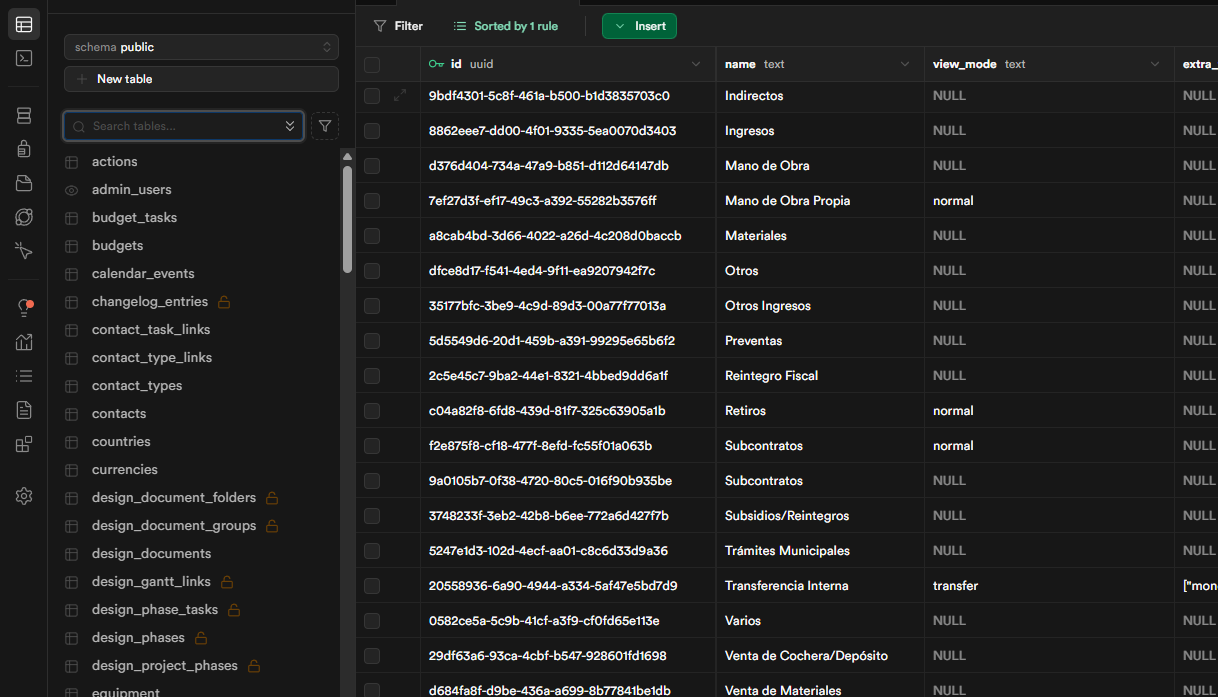 Filter
Sorted by 1 rule
Insert
schema public
New table
Search tables...
actions
admin_users
budget_tasks
budgets
calendar_events
changelog_entries
contact_task_links
contact_type_links
contact_types
contacts
countries
currencies
design_document_folders
design_document_groups
design_documents
design_gantt_links
design_phase_tasks
design_phases
design_project_phases
equipment
id uuid name text view_mode text extra_
9bdf4301-5c8f-461a-b500-b1d3835703c0 Indirectos NULL NULL
8862eee7-dd00-4f01-9335-5ea0070d3403 Ingresos NULL NULL
d376d404-734a-47a9-b851-d112d64147db Mano de Obra NULL NULL
7ef27d3f-ef17-49c3-a392-55282b3576ff Mano de Obra Propia normal NULL
a8cab4bd-3d66-4022-a26d-4c208d0baccb Materiales NULL NULL
dfce8d17-f541-4ed4-9f11-ea9207942f7c Otros NULL NULL
35177bfc-3be9-4c9d-89d3-00a77f77013a Otros Ingresos NULL NULL
5d5549d6-20d1-459b-a391-99295e65b6f2 Preventas NULL NULL
2c5e45c7-9ba2-44e1-8321-4bbed9dd6a1f Reintegro Fiscal NULL NULL
c04a82f8-6fd8-439d-81f7-325c63905a1b Retiros normal NULL
f2e875f8-cf18-477f-8efd-fc55f01a063b Subcontratos normal NULL
9a0105b7-0f38-4720-80c5-016f90b935be Subcontratos NULL NULL
3748233f-3eb2-42b8-b6ee-772a6d427f7b Subsidios/Reintegros NULL NULL
5247e1d3-102d-4ecf-aa01-c8c6d33d9a36 Trámites Municipales NULL NULL
20558936-6a90-4944-a334-5af47e5bd7d9 Transferencia Interna transfer ["mon
0582ce5a-5c9b-41cf-a3f9-cf0fd65e113e Varios NULL NULL
29df63a6-93ca-4cbf-b547-928601fd1698 Venta de Cochera/Depósito NULL NULL
d684fa8f-d9be-436a-a699-8b77841be1db Venta de Materiales NULL NULL